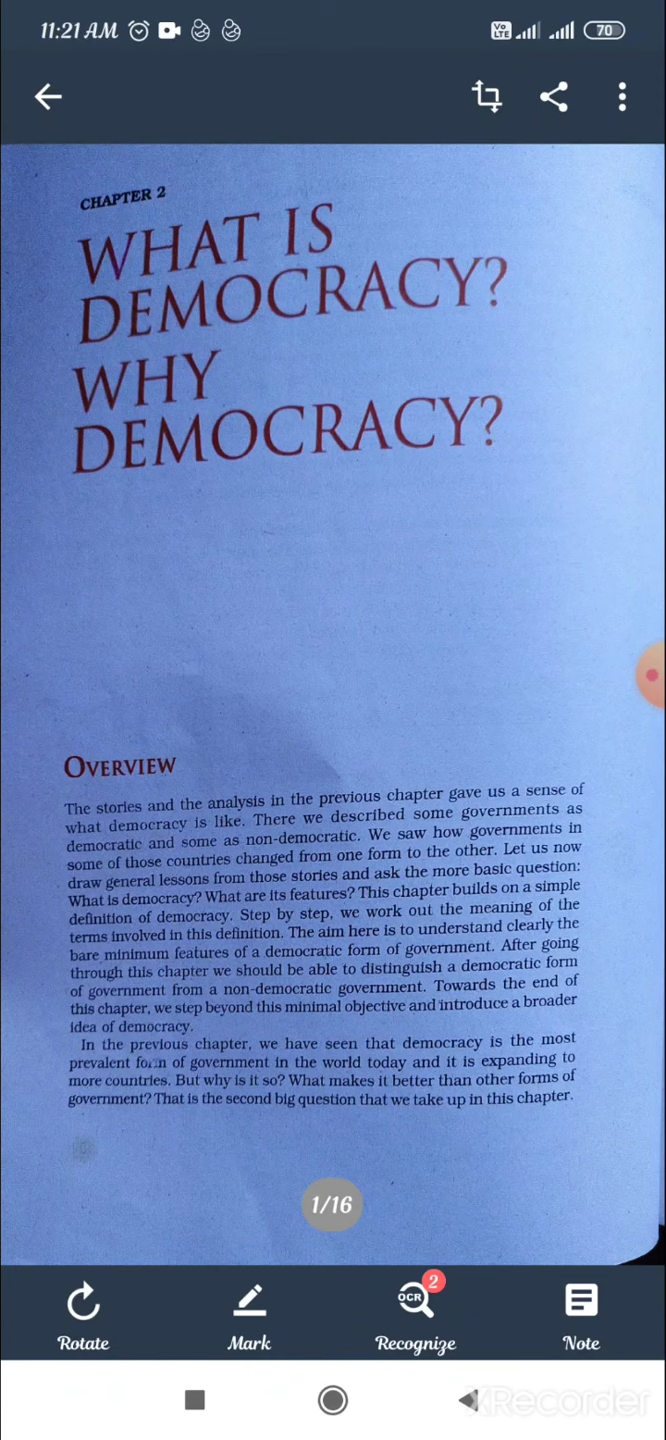 11:21 AM
Vo LTE
70
CHAPTER 2
WHAT IS
DEMOCRACY?
WHY
DEMOCRACY?
OVERVIEW
The stories and the analysis in the previous chapter gave us a sense of
what democracy is like. There we described some governments as
democratic and some as non-democratic. We saw how governments in
some of those countries changed from one form to the other. Let us now
draw general lessons from those stories and ask the more basic question:
What is democracy? What are its features? This chapter builds on a simple
definition of democracy. Step by step, we work out the meaning of the
terms involved in this definition. The aim here is to understand clearly the
bare minimum features of a democratic form of government. After going
through this chapter we should be able to distinguish a democratic form
of government from a non-democratic government. Towards the end of
this chapter, we step beyond this minimal objective and introduce a broader
idea of democracy.
In the previous chapter, we have seen that democracy is the most
prevalent form of government in the world today and it is expanding to
more countries. But why is it so? What makes it better than other forms of
government? That is the second big question that we take up in this chapter.
1/16
OCR
2
Rotate
Mark
Recognize
Note
XRecorder